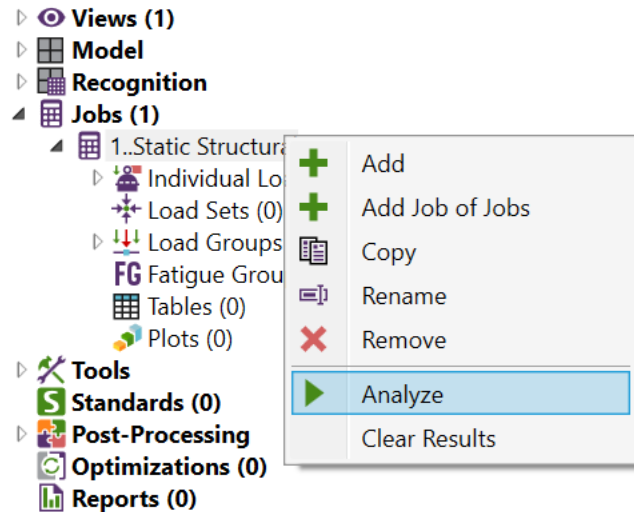 Views (1)
Model
Recognition
Jobs (1)
1..Static Structura
Individual Lo
Load Sets (0)
Load Groups
FG Fatigue Grou
Tables (0)
Plots (0)
Tools
S Standards (0)
Post-Processing
Optimizations (0)
Reports (0)
Add
Add Job of Jobs
Copy
Rename
Remove
Analyze
Clear Results